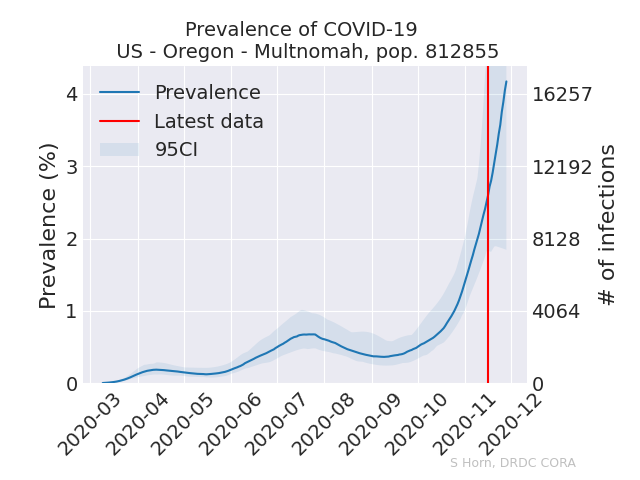 Prevalence of COVID-19
US - Oregon - Multnomah, pop. 812855
Prevalence
Latest data
95CI
Prevalence (%)
4
3
2
1
0
# of infections
16257
12192
8128
4064
0
2020-03
2020-04
2020-05
2020-06
2020-07
2020-08
2020-09
2020-10
2020-11
2020-12
S Horn, DRDC CORA